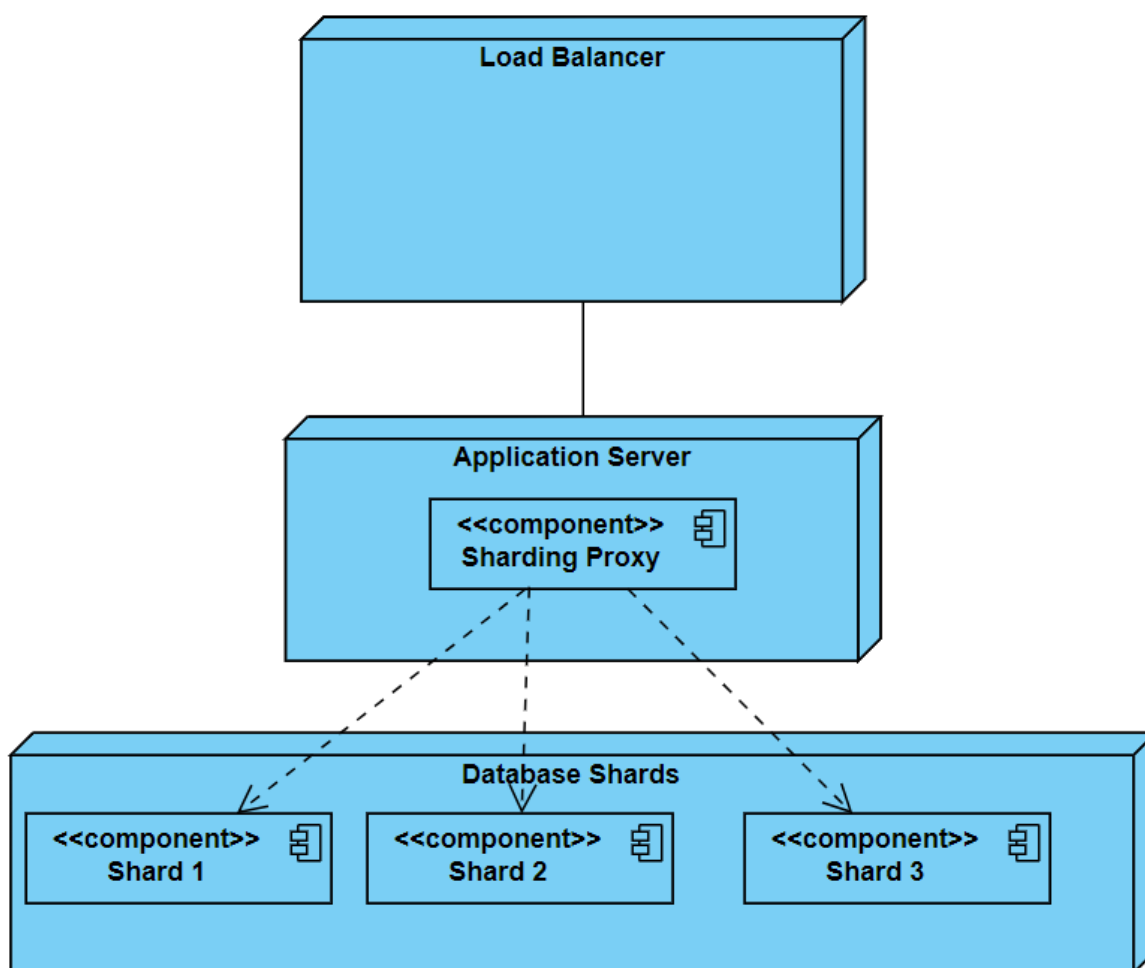 Load Balancer
Application Server
<<component>>
Sharding Proxy
Database Shards
<<component>>
Shard 1
<<component>>
Shard 2
<<component>>
Shard 3